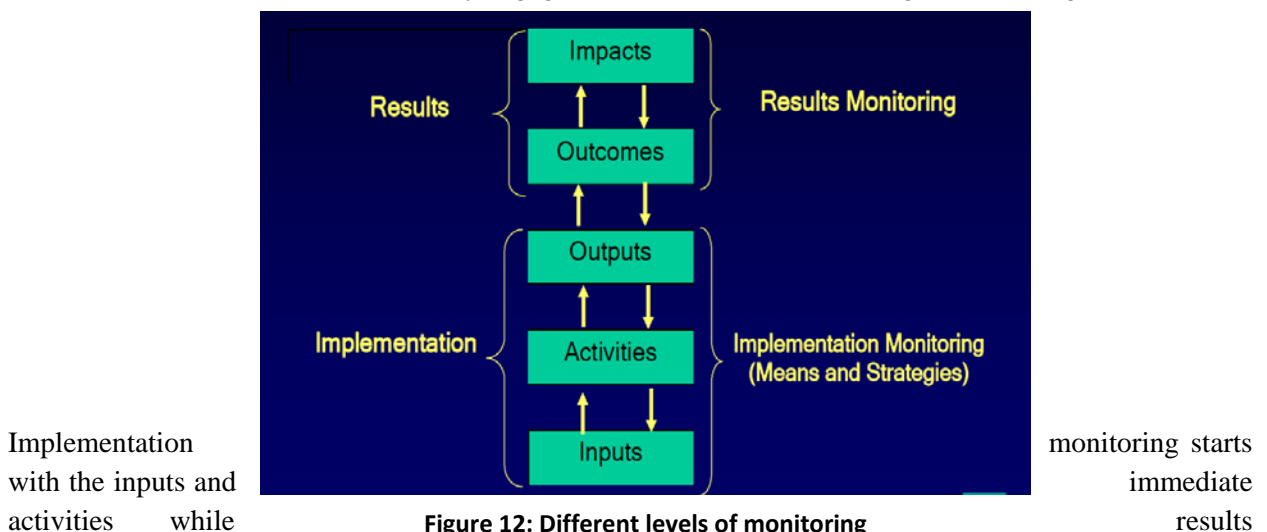 Impacts
Results
Results Monitoring
Outcomes
Outputs
Implementation
Activities
Implementation Monitoring
(Means and Strategies)
Inputs
Implementation monitoring starts
with the inputs and immediate
activities while results
Figure 12: Different levels of monitoring